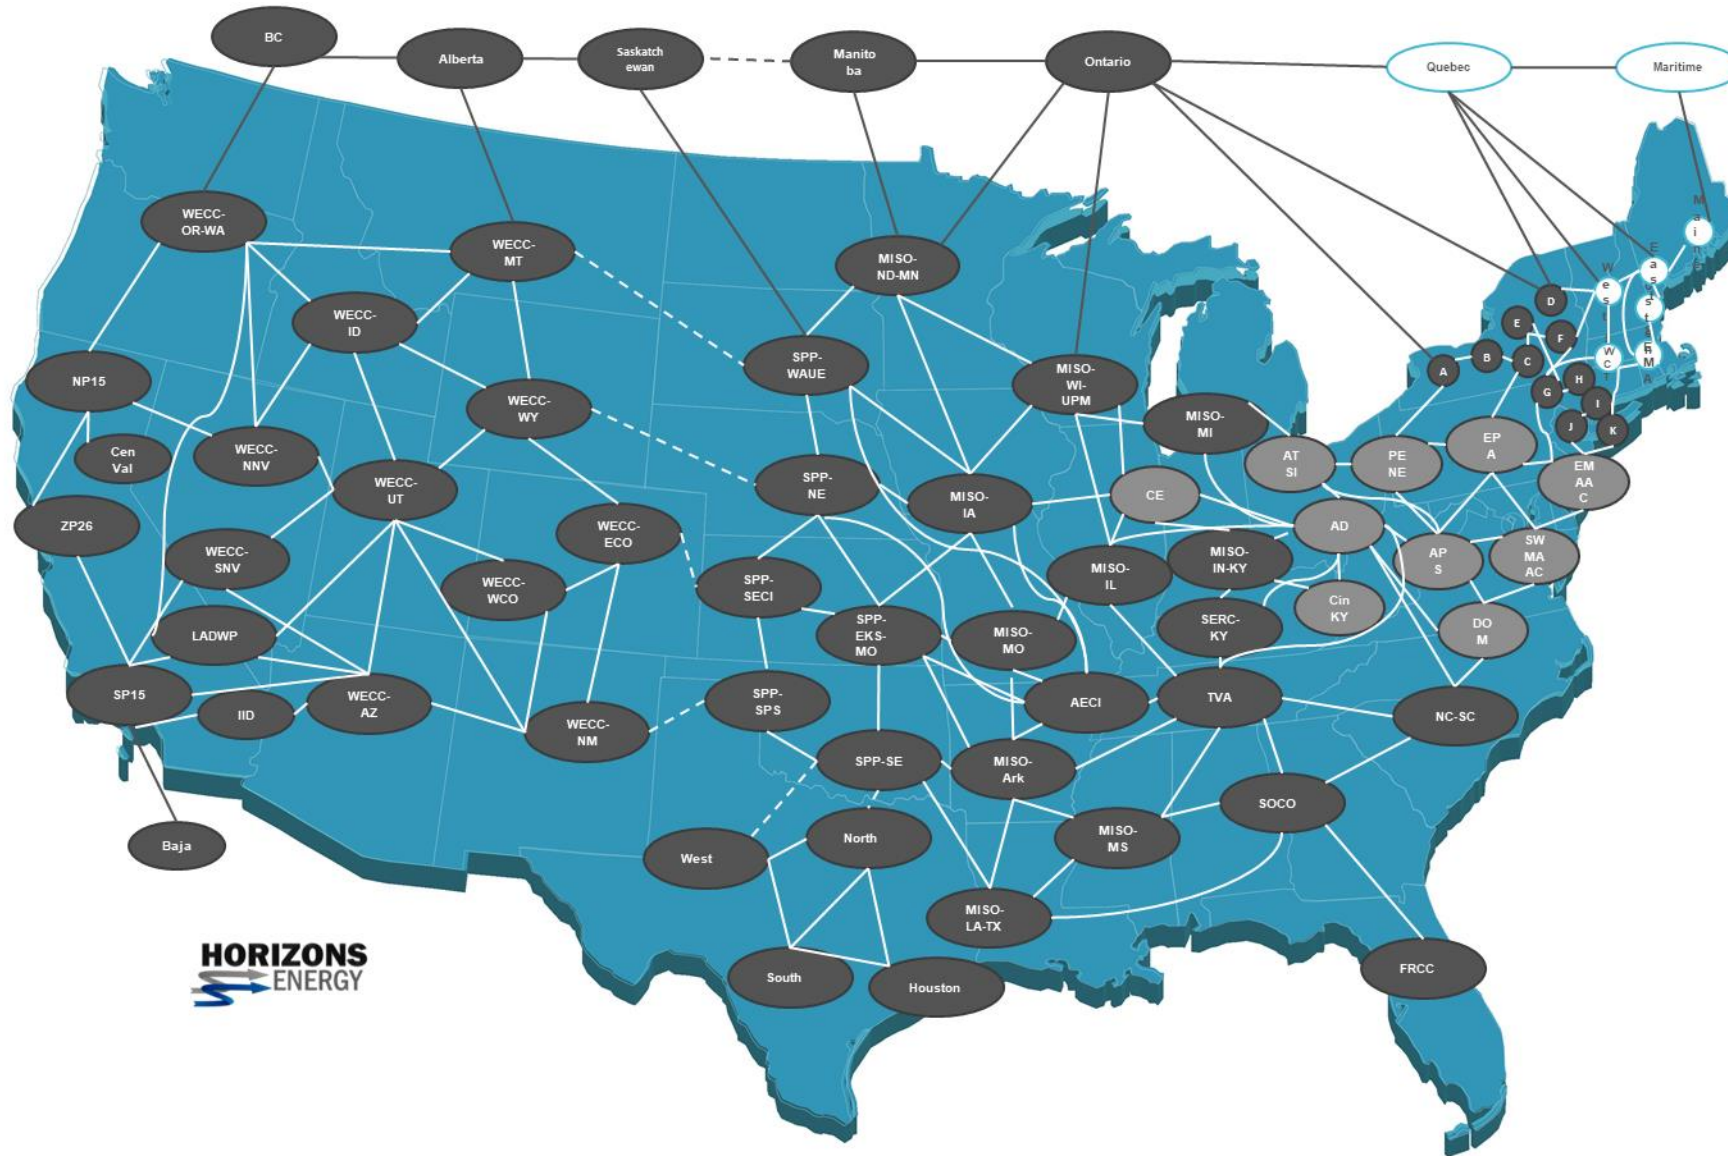 BC
Alberta
Saskatch
ewan
Manito
ba
Ontario
Quebec
Maritime
WECC-
OR-WA
WECC-
MT
MISO-
ND-MN
WECC-
ID
SPP-
WAUE
NP15
WECC-
WY
MISO-
WI-
UPM
MISO-
MI
Cen
Val
WECC-
NNV
WECC-
UT
SPP-
NE
MISO-
IA
CE
AT
SI
PE
NE
EP
A
EM
AA
C
ZP26
WECC-
SNV
WECC-
ECO
WECC-
WCO
SPP-
SECI
MISO-
IL
MISO-
IN-KY
AD
AP
S
SW
MA
AC
Cin
KY
LADWP
SPP-
EKS-
MO
MISO-
MO
SERC-
KY
DO
M
SP15
IID
WECC-
AZ
WECC-
NM
SPP-
SPS
AECI
TVA
NC-SC
SPP-SE
MISO-
Ark
SOCO
Baja
West
North
MISO-
MS
MISO-
LA-TX
South
Houston
FRCC
D
E
F
A
B
C
G
H
I
J
K
HORIZONS
ENERGY